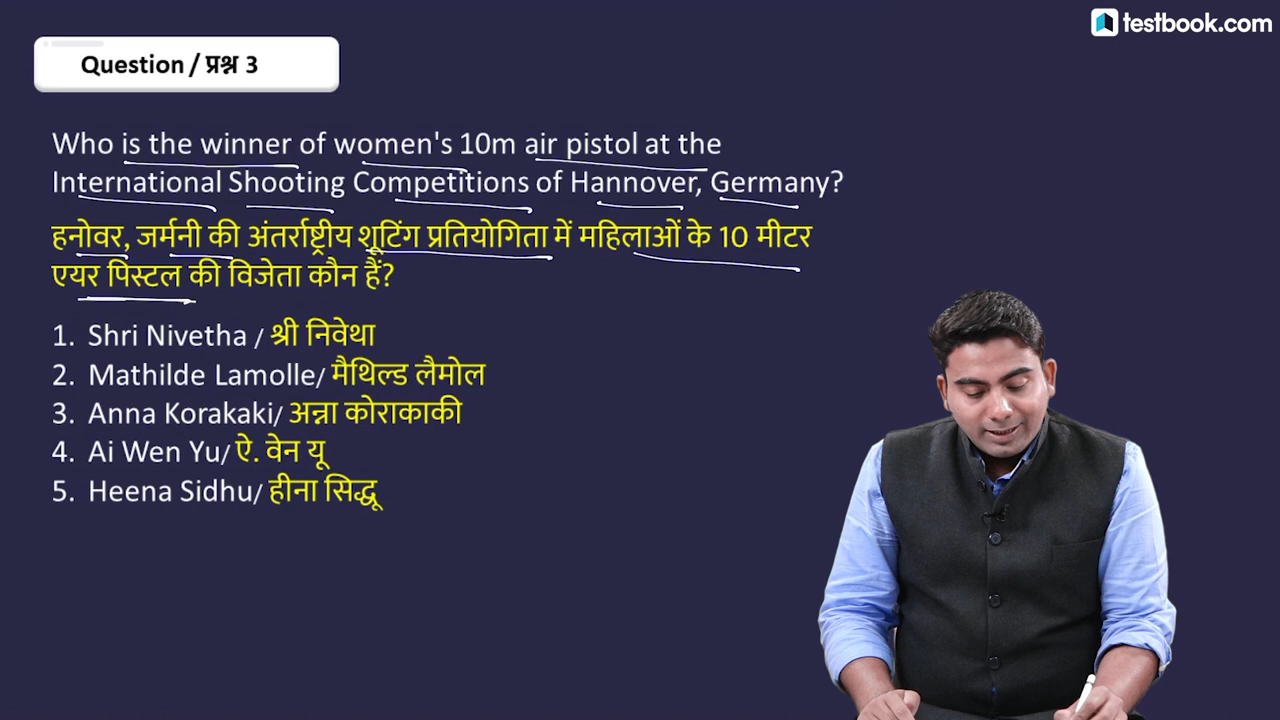 testbook.com
Question / प्रश्न 3
Who is the winner of women's 10m air pistol at the
International Shooting Competitions of Hannover, Germany?
हनोवर, जर्मनी की अंतर्राष्ट्रीय शूटिंग प्रतियोगिता में महिलाओं के 10 मीटर
एयर पिस्टल की विजेता कौन हैं?
1. Shri Nivetha / श्री निवेथा
2. Mathilde Lamolle/ मैथिल्ड लैमोल
3. Anna Korakaki/ अन्ना कोराकाकी
4. Ai Wen Yu/ ऐ. वेन यू
5. Heena Sidhu/ हीना सिद्धू